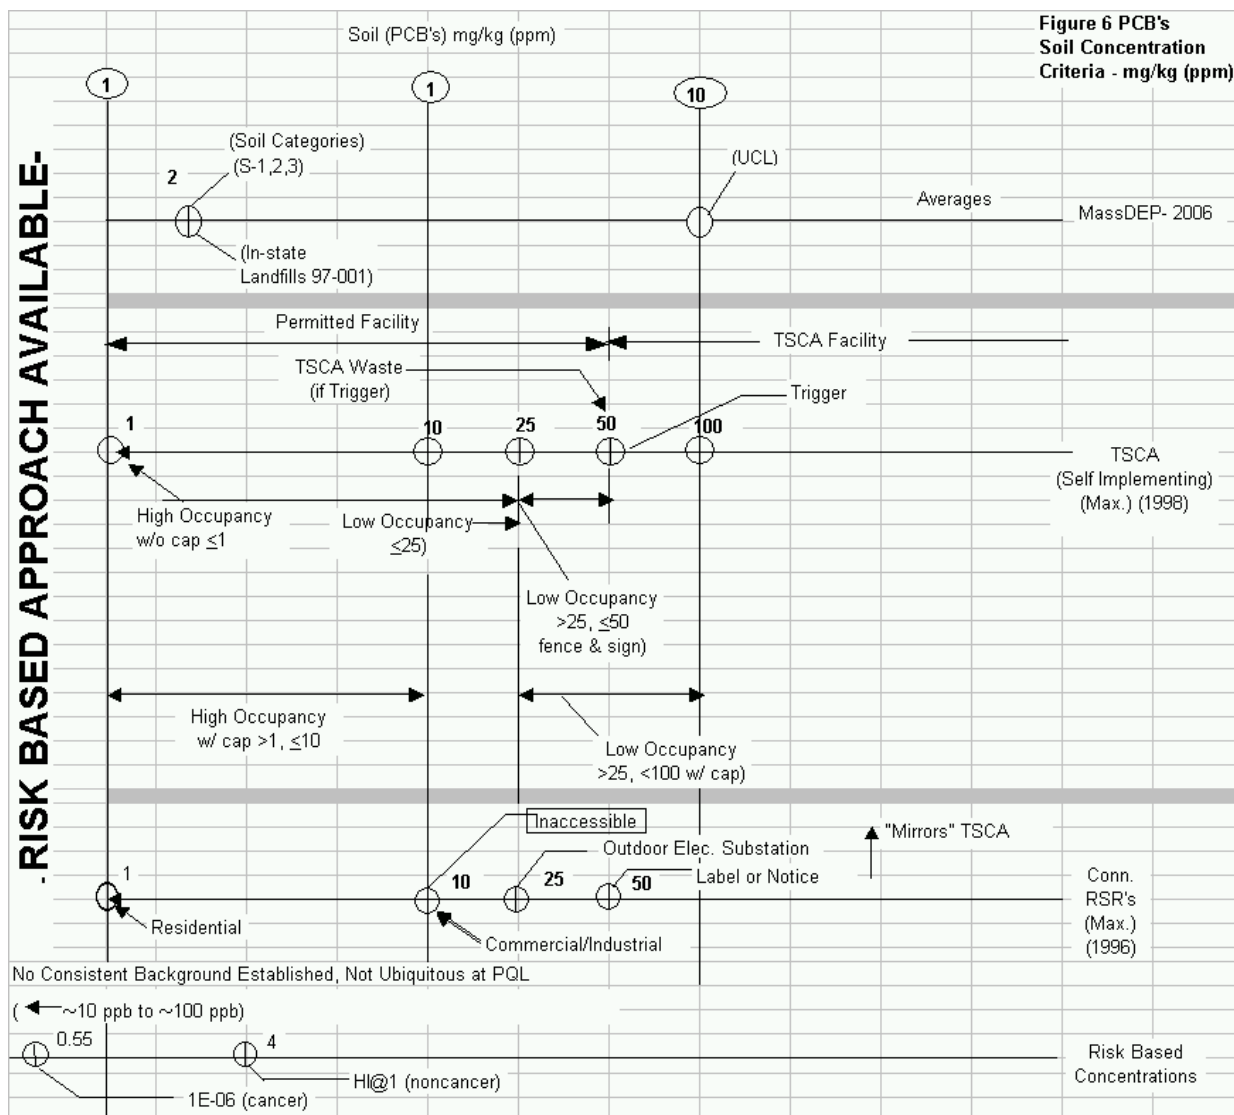 Figure 6 PCB's
Soil Concentration
Criteria - mg/kg (ppm)
Soil (PCB's) mg/kg (ppm)
1
1
10
-RISK BASED APPROACH AVAILABLE-
(Soil Categories)
(S-1,2,3)
2
(UCL)
Averages
MassDEP- 2006
(In-state
Landfills 97-001)
Permitted Facility
TSCA Facility
TSCA Waste
(if Trigger)
Trigger
1
10
25
50
100
TSCA
(Self Implementing)
(Max.) (1998)
High Occupancy
w/o cap ≤1
Low Occupancy
≤25)
Low Occupancy
>25, ≤50
fence & sign)
High Occupancy
w/ cap >1, ≤10
Low Occupancy
>25, <100 w/ cap)
Inaccessible
"Mirrors" TSCA
Outdoor Elec. Substation
Label or Notice
1
10
25
50
Conn.
RSR's
(Max.)
(1996)
Residential
Commercial/Industrial
No Consistent Background Established, Not Ubiquitous at PQL
( ~10 ppb to ~100 ppb)
0.55
4
Risk Based
Concentrations
HI@1 (noncancer)
1E-06 (cancer)